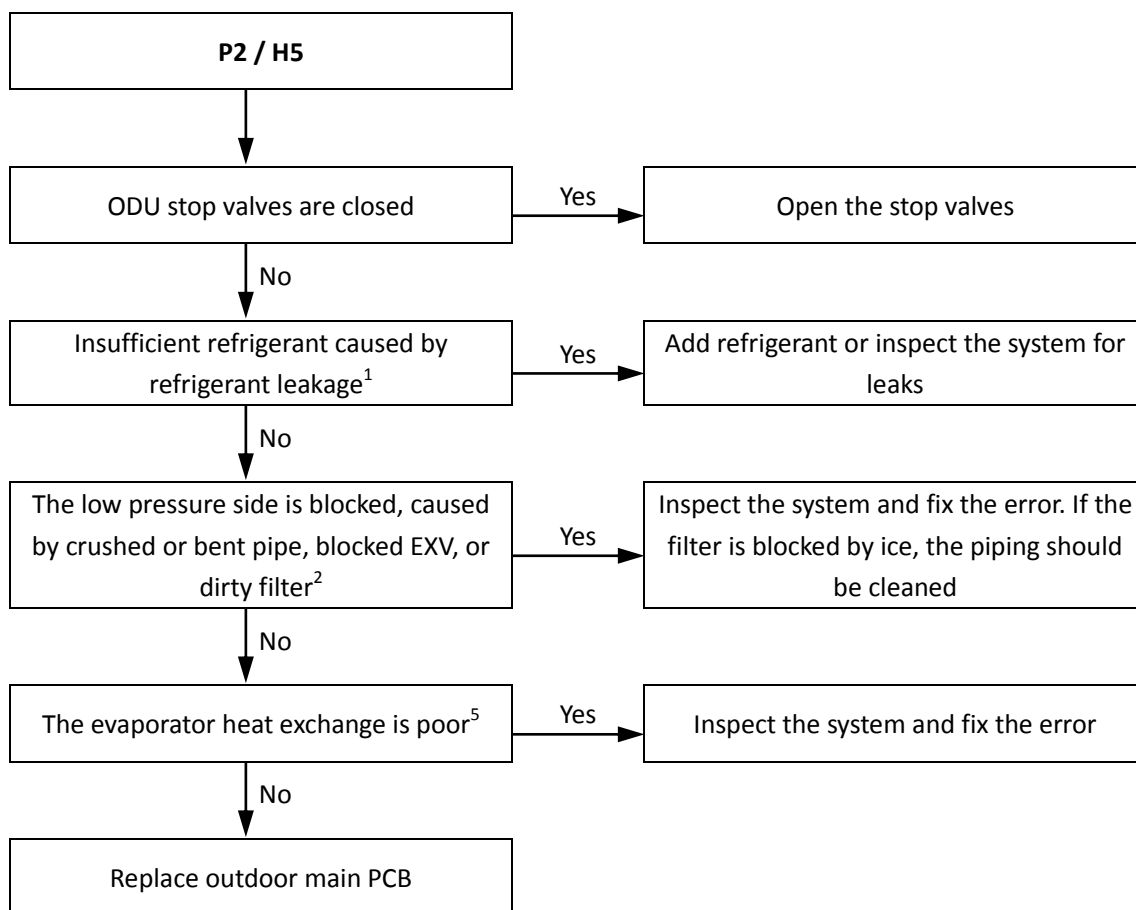 P2 / H5
ODU stop valves are closed
Yes
Open the stop valves
No
Insufficient refrigerant caused by
refrigerant leakage1
Yes
Add refrigerant or inspect the system for
leaks
No
The low pressure side is blocked, caused
by crushed or bent pipe, blocked EXV, or
dirty filter2
Yes
Inspect the system and fix the error. If the
filter is blocked by ice, the piping should
be cleaned
No
The evaporator heat exchange is poor5
Yes
Inspect the system and fix the error
No
Replace outdoor main PCB